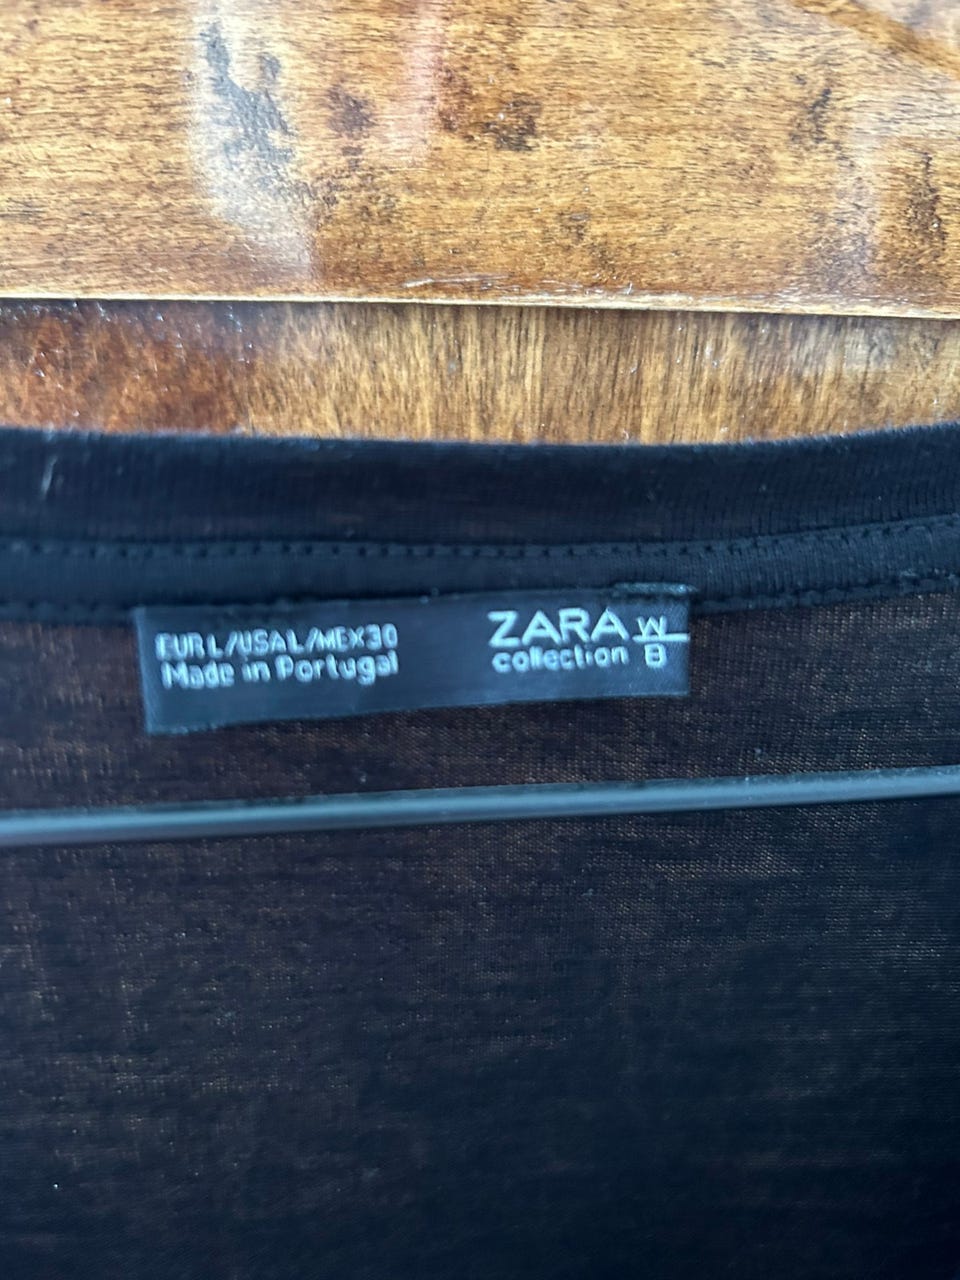 EUR L/USA L/MEX 30
Made in Portugal
ZARA W
collection B